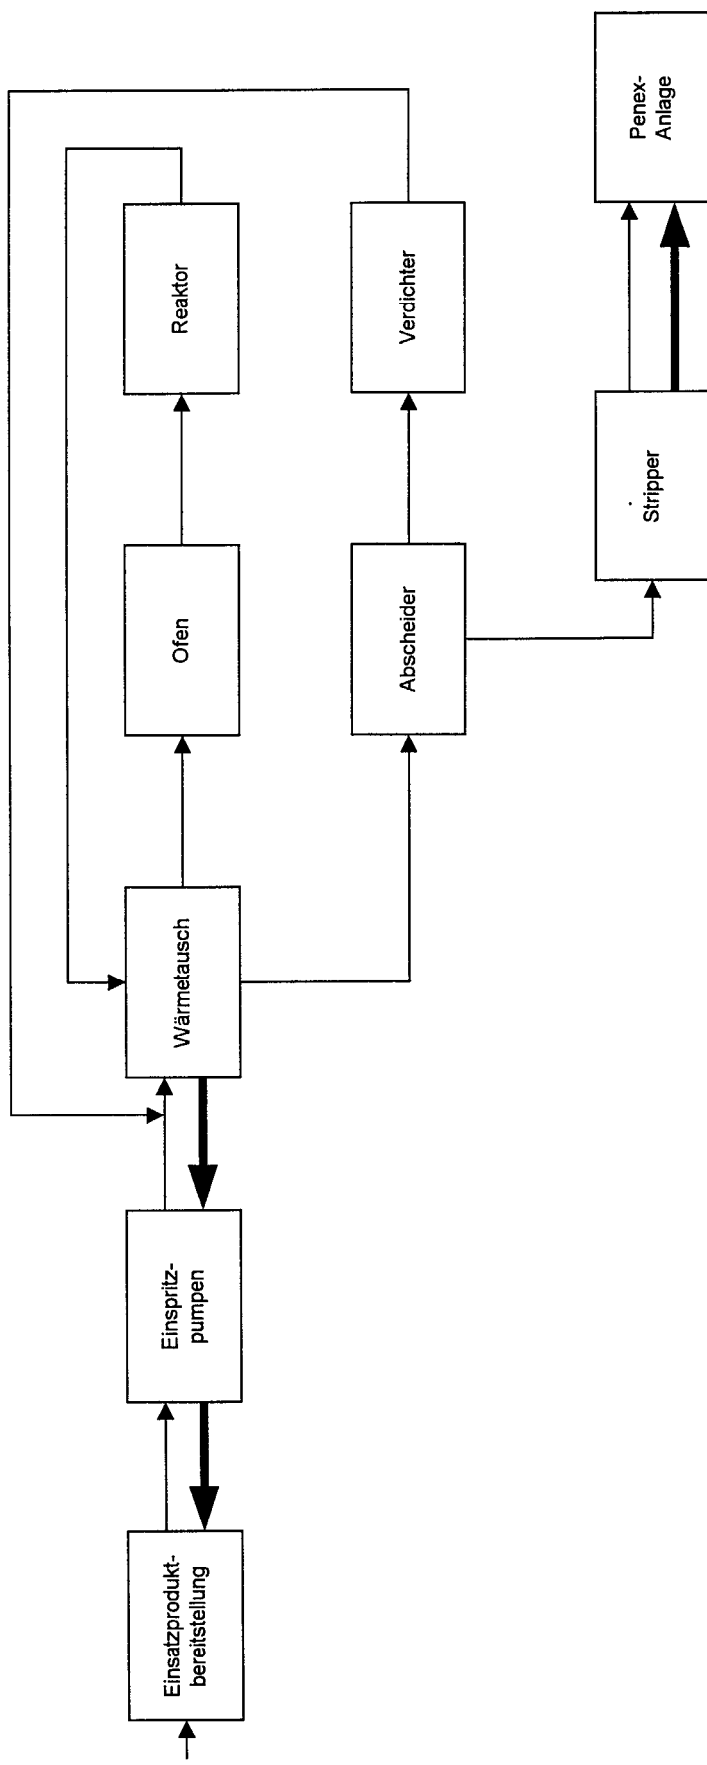 Einsatzprodukt-
bereitstellung
Einspritz-
pumpen
Wärmetausch
Ofen
Reaktor
Abscheider
Verdichter
Stripper
Penex-
Anlage